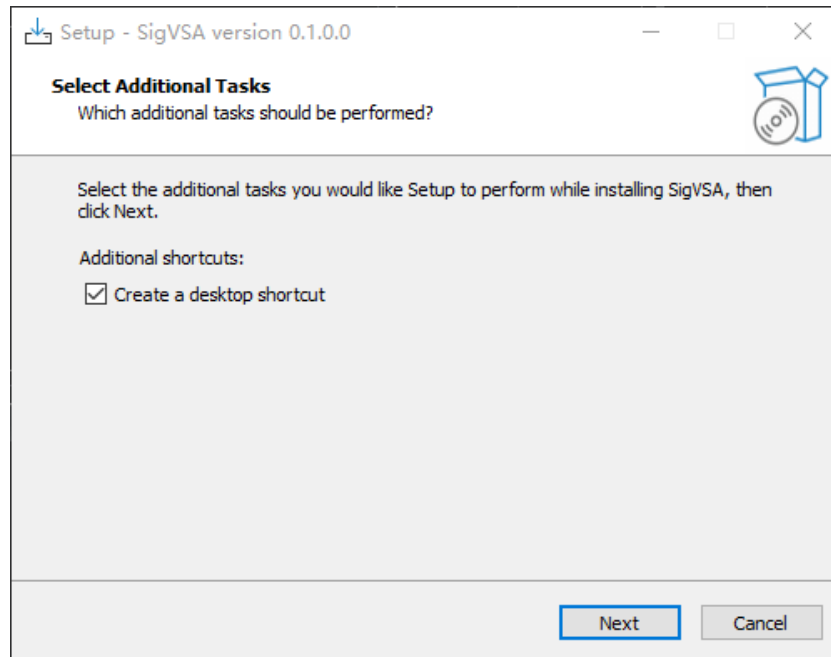 Setup - SigVSA version 0.1.0.0
Select Additional Tasks
Which additional tasks should be performed?
Select the additional tasks you would like Setup to perform while installing SigVSA, then
click Next.
Additional shortcuts:
Create a desktop shortcut
Next
Cancel